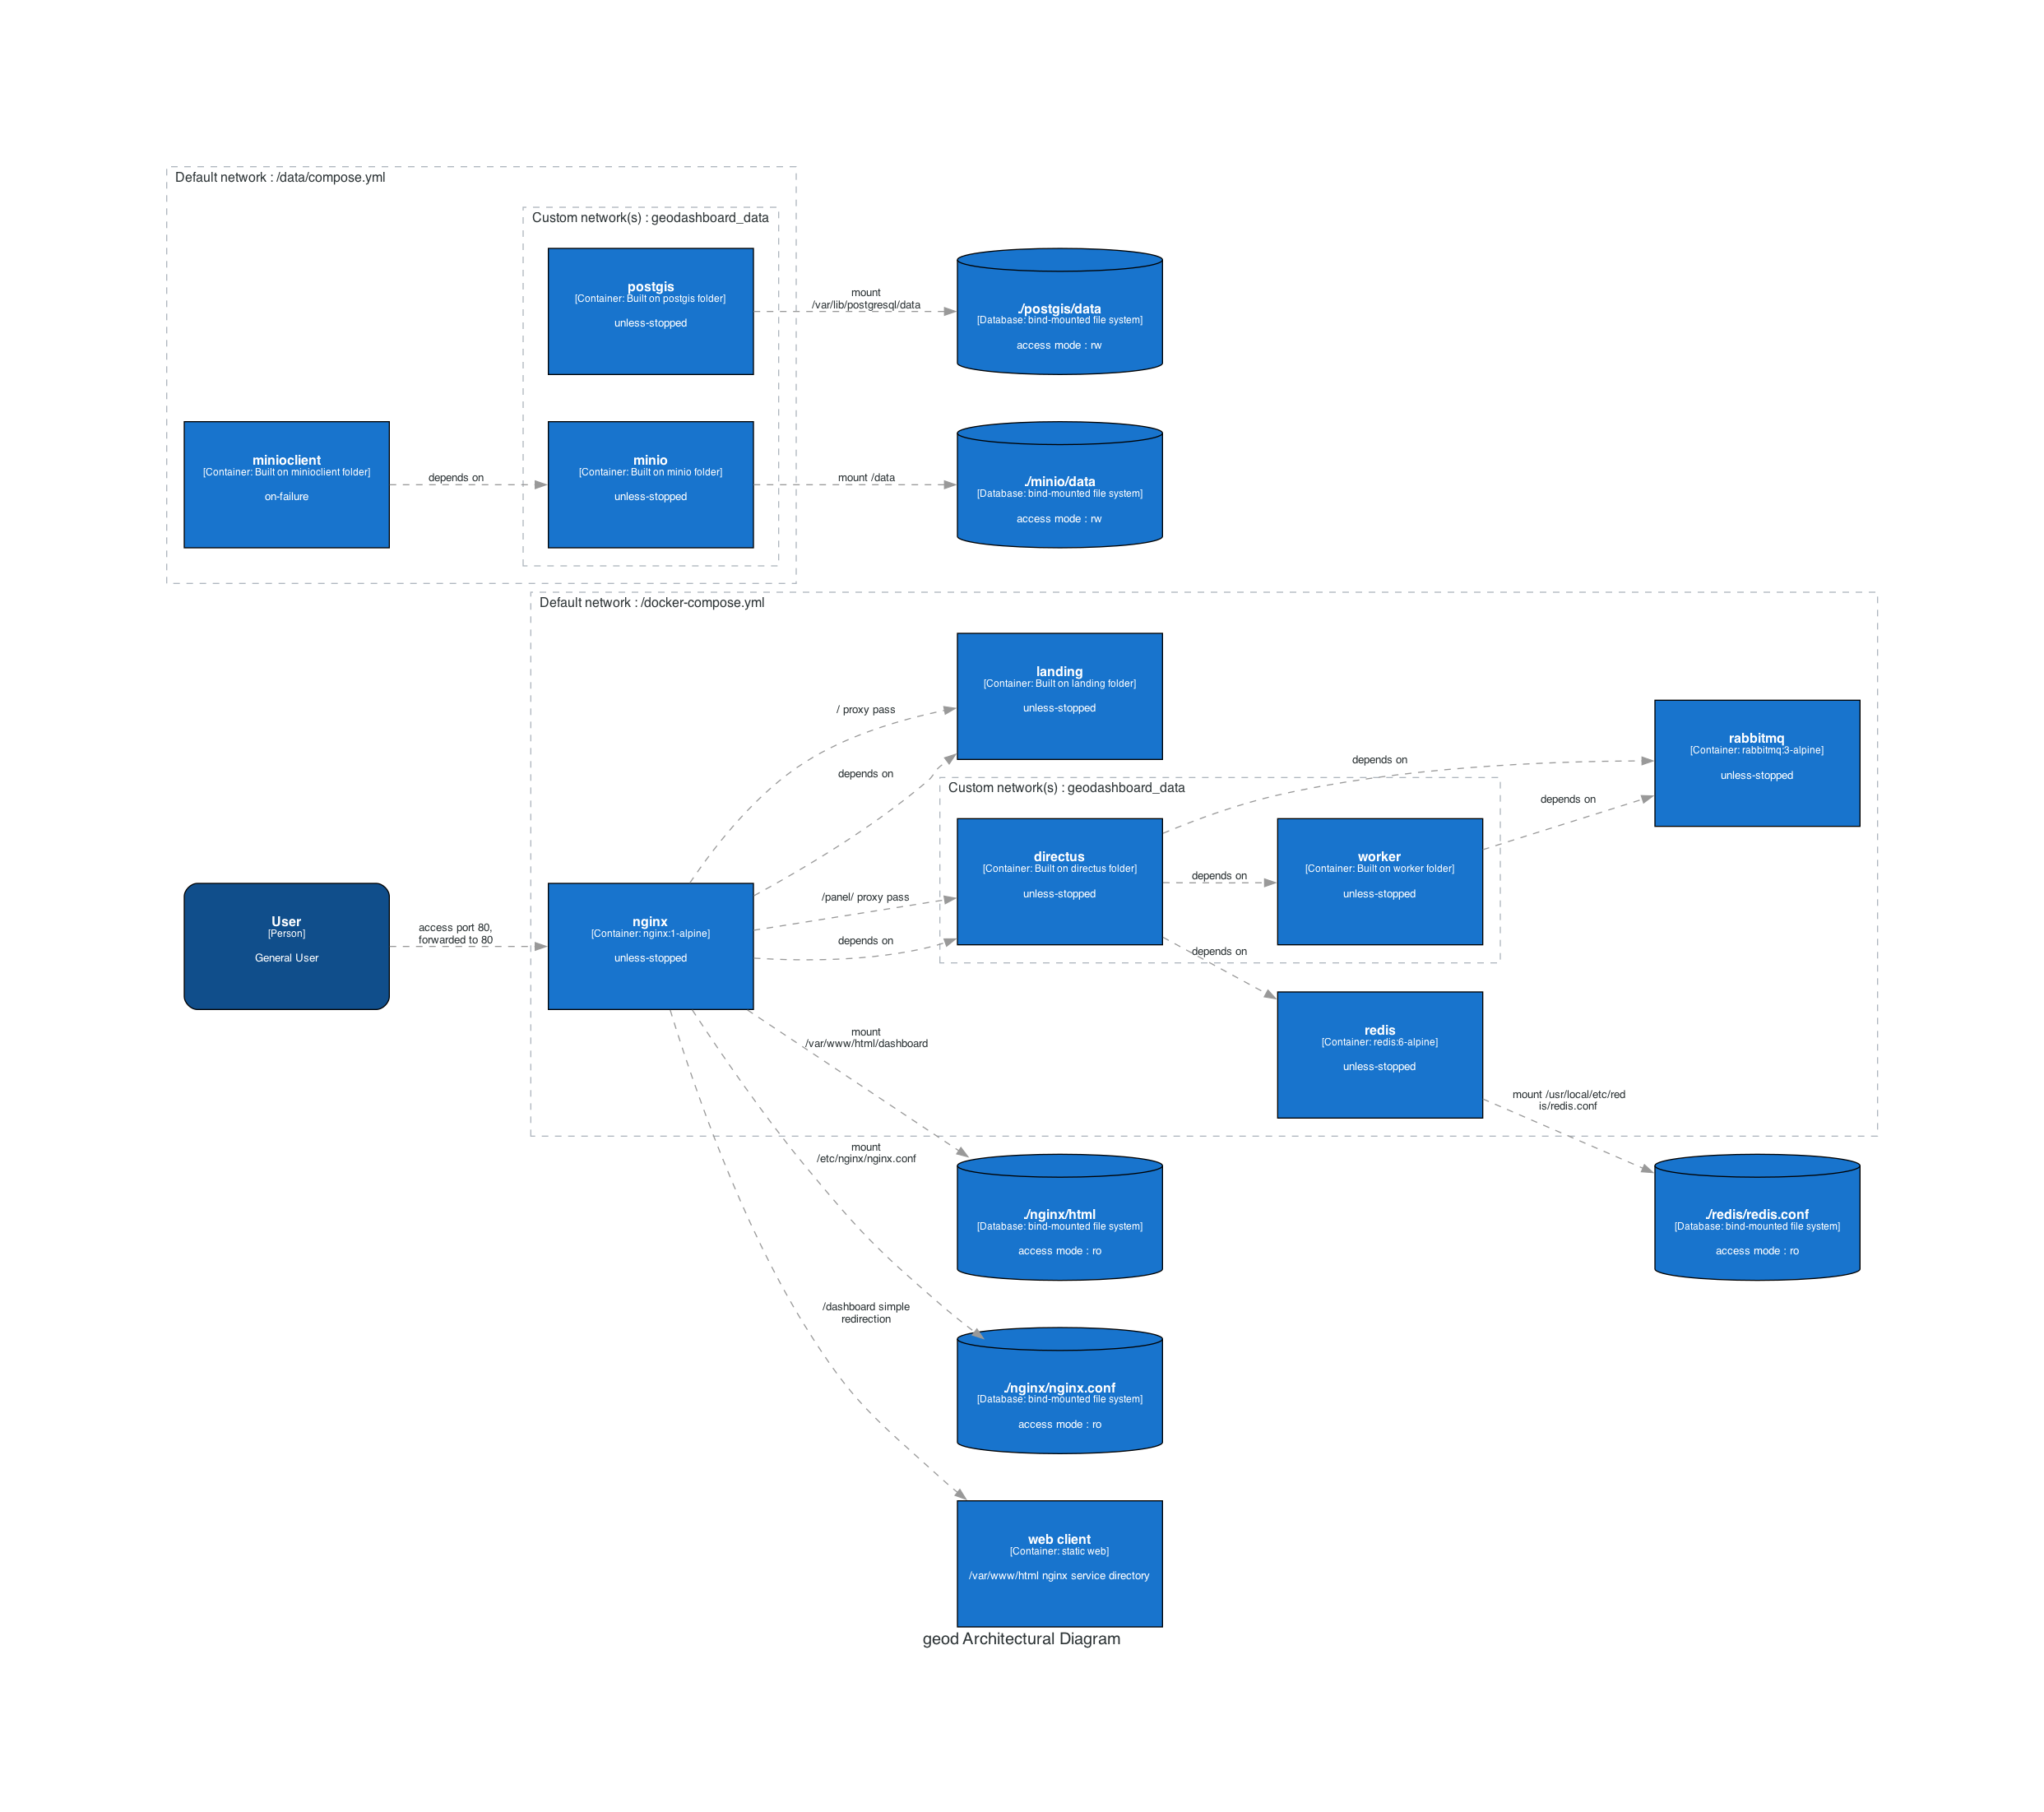 Default network : /data/compose.yml
Custom network(s) : geodashboard_data
postgis
[Container: Built on postgis folder]
unless-stopped
mount
/var/lib/postgresql/data
./postgis/data
[Database: bind-mounted file system]
access mode : rw
minioclient
[Container: Built on minioclient folder]
on-failure
depends on
minio
[Container: Built on minio folder]
unless-stopped
mount /data
./minio/data
[Database: bind-mounted file system]
access mode : rw
Default network : /docker-compose.yml
landing
[Container: Built on landing folder]
unless-stopped
/ proxy pass
depends on
rabbitmq
[Container: rabbitmq:3-alpine]
unless-stopped
depends on
depends on
Custom network(s) : geodashboard_data
directus
[Container: Built on directus folder]
unless-stopped
depends on
worker
[Container: Built on worker folder]
unless-stopped
User
[Person]
General User
access port 80,
forwarded to 80
nginx
[Container: nginx:1-alpine]
unless-stopped
/panel/ proxy pass
depends on
depends on
redis
[Container: redis:6-alpine]
unless-stopped
mount
/var/www/html/dashboard
mount /usr/local/etc/red
is/redis.conf
mount
/etc/nginx/nginx.conf
./nginx/html
[Database: bind-mounted file system]
access mode : ro
./redis/redis.conf
[Database: bind-mounted file system]
access mode : ro
/dashboard simple
redirection
./nginx/nginx.conf
[Database: bind-mounted file system]
access mode : ro
web client
[Container: static web]
/var/www/html nginx service directory
geod Architectural Diagram